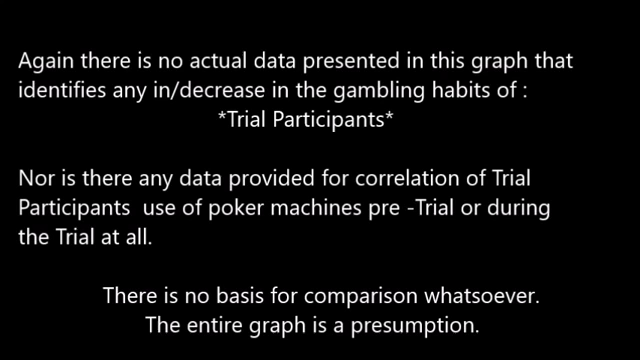 Again there is no actual data presented in this graph that
identifies any in/decrease in the gambling habits of :
*Trial Participants*
Nor is there any data provided for correlation of Trial
Participants  use of poker machines pre -Trial or during
the Trial at all.
There is no basis for comparison whatsoever.
The entire graph is a presumption.